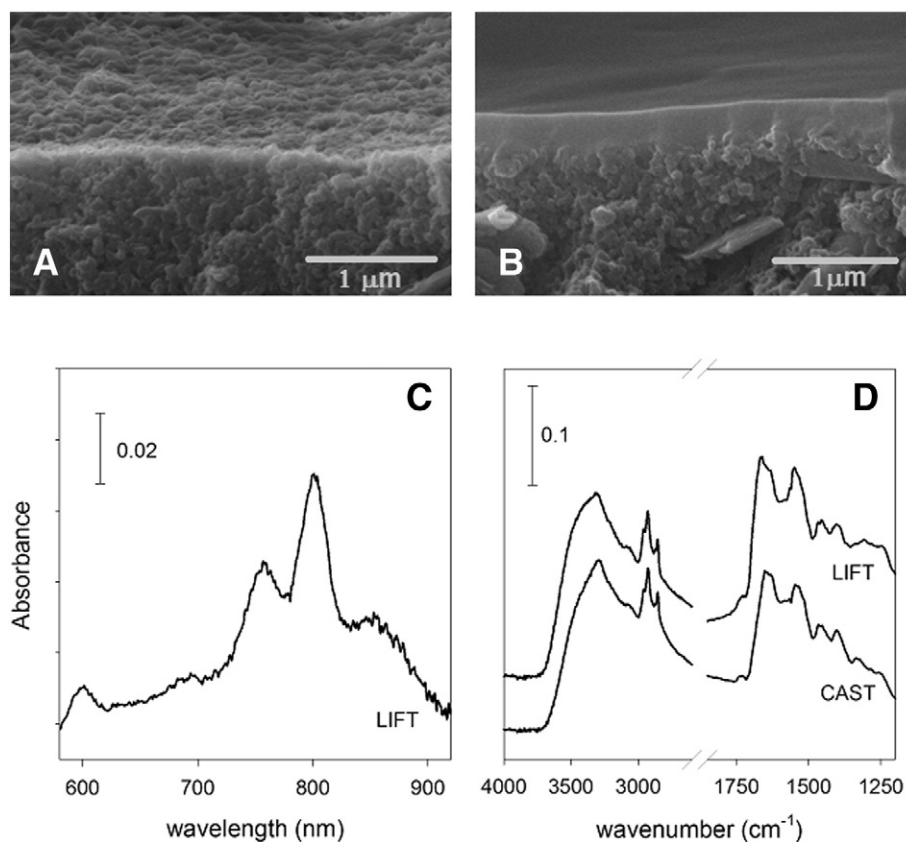 A
1 μm
B
1μm
C
0.02
Absorbance
LIFT
600 700 800 900
wavelength (nm)
D
0.1
LIFT
CAST
4000 3500 3000 1750 1500 1250
wavenumber (cm⁻¹)